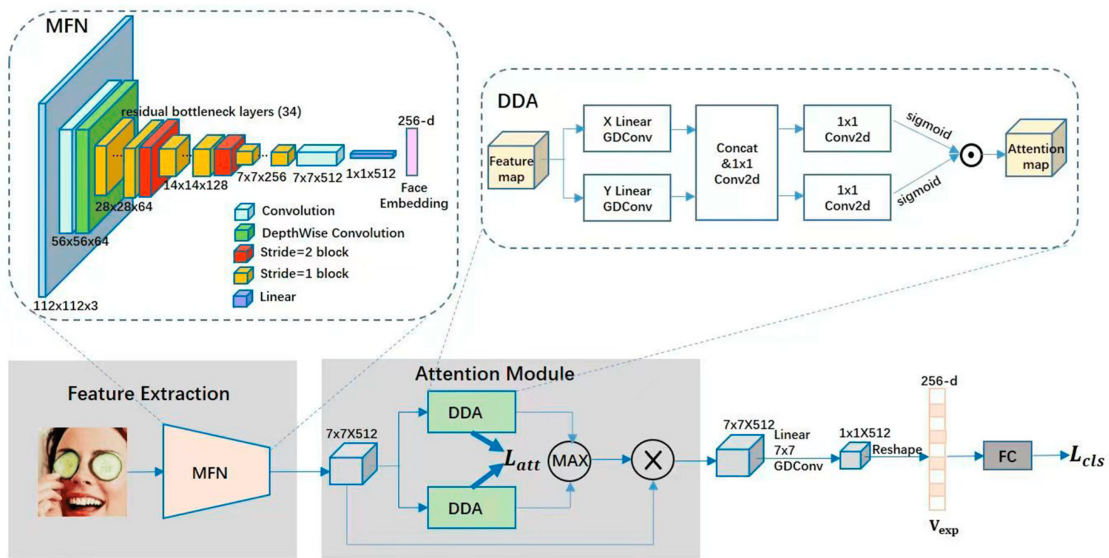 MFN
residual bottleneck layers (34)
256-d
14x14x128
7x7x256
7x7x512
1x1x512
28x28x64
Face
Embedding
56x56x64
112x112x3
Convolution
DepthWise Convolution
Stride=2 block
Stride=1 block
Linear
DDA
Feature
map
X Linear
GDConv
Y Linear
GDConv
Concat
&1x1
Conv2d
1x1
Conv2d
1x1
Conv2d
sigmoid
sigmoid
Attention
map
Feature Extraction
MFN
Attention Module
7x7X512
DDA
L_att
DDA
MAX
7x7X512
Linear
7x7
GDConv
1x1X512
Reshape
256-d
V_exp
FC
L_cls